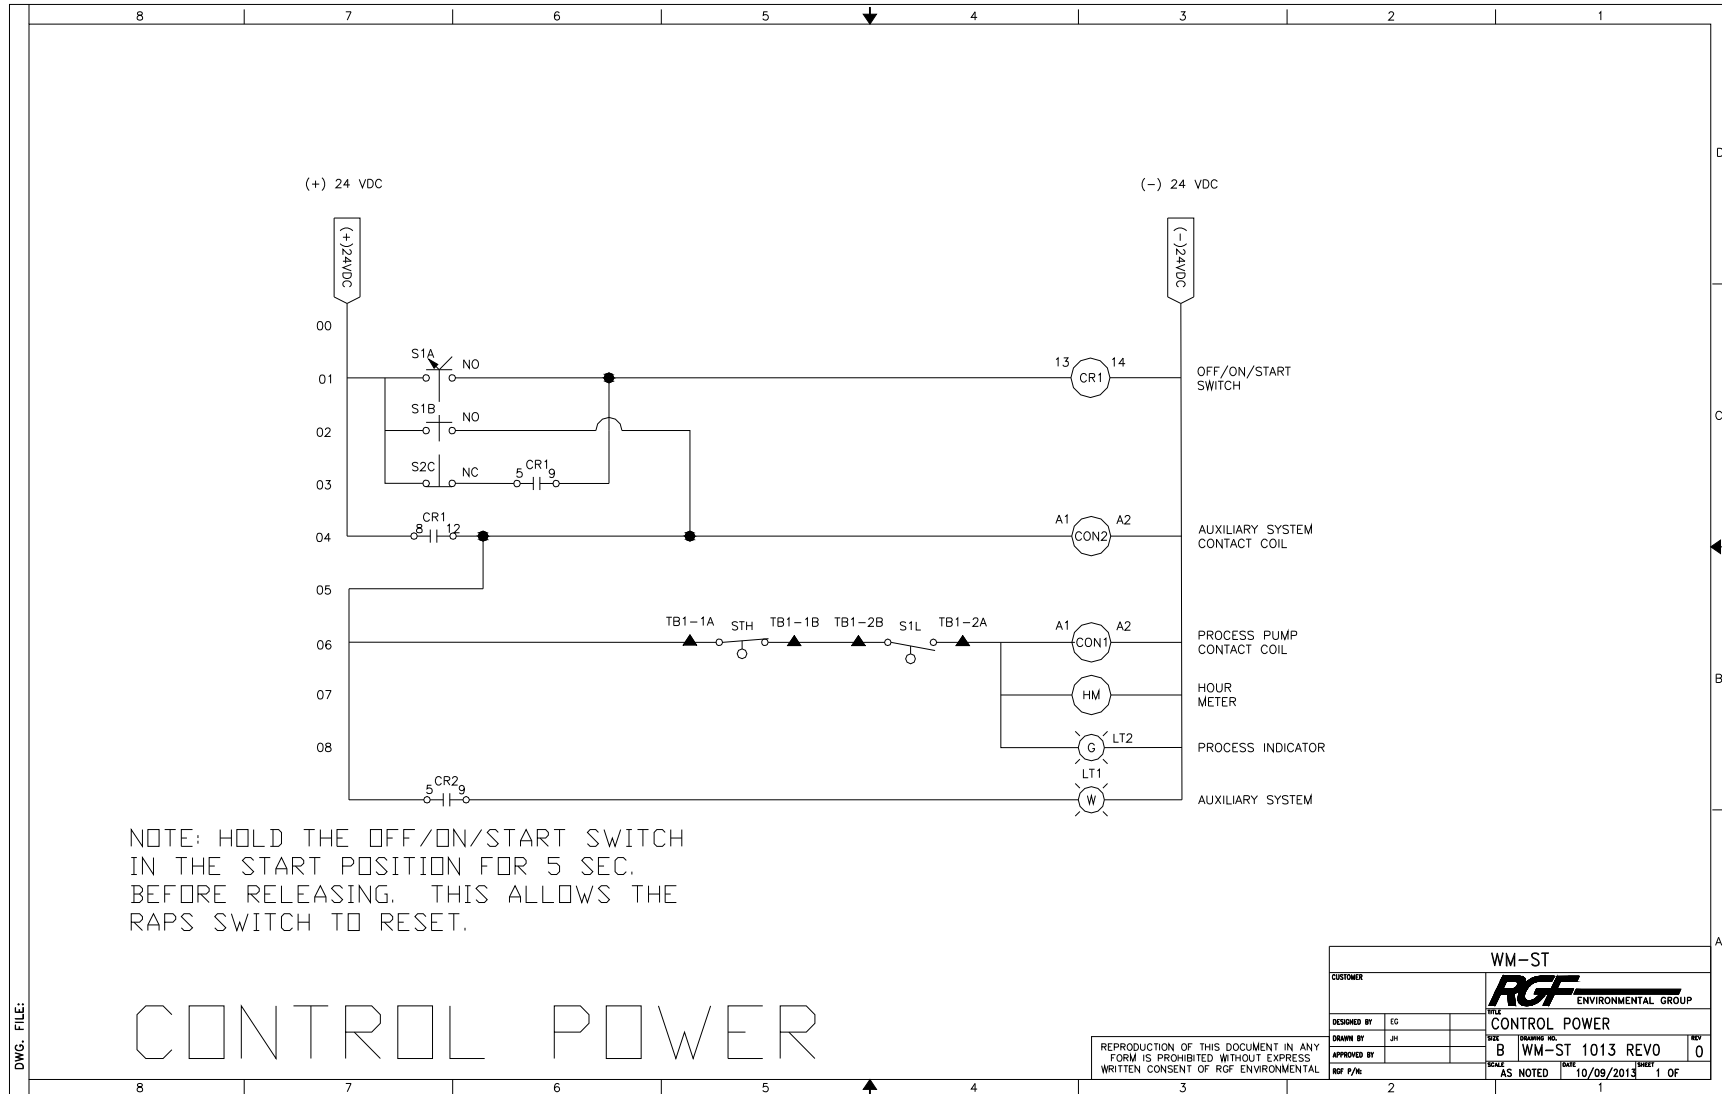 8 7 6 5 4 3 2 1
D
(+) 24 VDC (-) 24 VDC
(+)24VDC (-)24VDC
00
S1A NO 13 CR1 14 OFF/ON/START
01 SWITCH
S1B NO
02 C
S2C NC 5 CR1 9
03
CR1 A1 CON2 A2 AUXILIARY SYSTEM
04 8 12 CONTACT COIL
05
TB1-1A STH TB1-1B TB1-2B S1L TB1-2A A1 CON1 A2 PROCESS PUMP
06 CONTACT COIL
B
07 HM HOUR
METER
08 G LT2 PROCESS INDICATOR
LT1
5 CR2 9 W AUXILIARY SYSTEM
NOTE: HOLD THE OFF/ON/START SWITCH
IN THE START POSITION FOR 5 SEC.
BEFORE RELEASING. THIS ALLOWS THE
RAPS SWITCH TO RESET.
A
CONTROL POWER
DWG. FILE:
REPRODUCTION OF THIS DOCUMENT IN ANY
FORM IS PROHIBITED WITHOUT EXPRESS
WRITTEN CONSENT OF RGF ENVIRONMENTAL
WM-ST
CUSTOMER
RGF ENVIRONMENTAL GROUP
TITLE
CONTROL POWER
DESIGNED BY EG
DRAWN BY JH
APPROVED BY
RGF P/N:
SIZE B DRAWING NO. WM-ST 1013 REV0 REV 0
SCALE AS NOTED DATE 10/09/2013 SHEET 1 OF
8 7 6 5 4 3 2 1